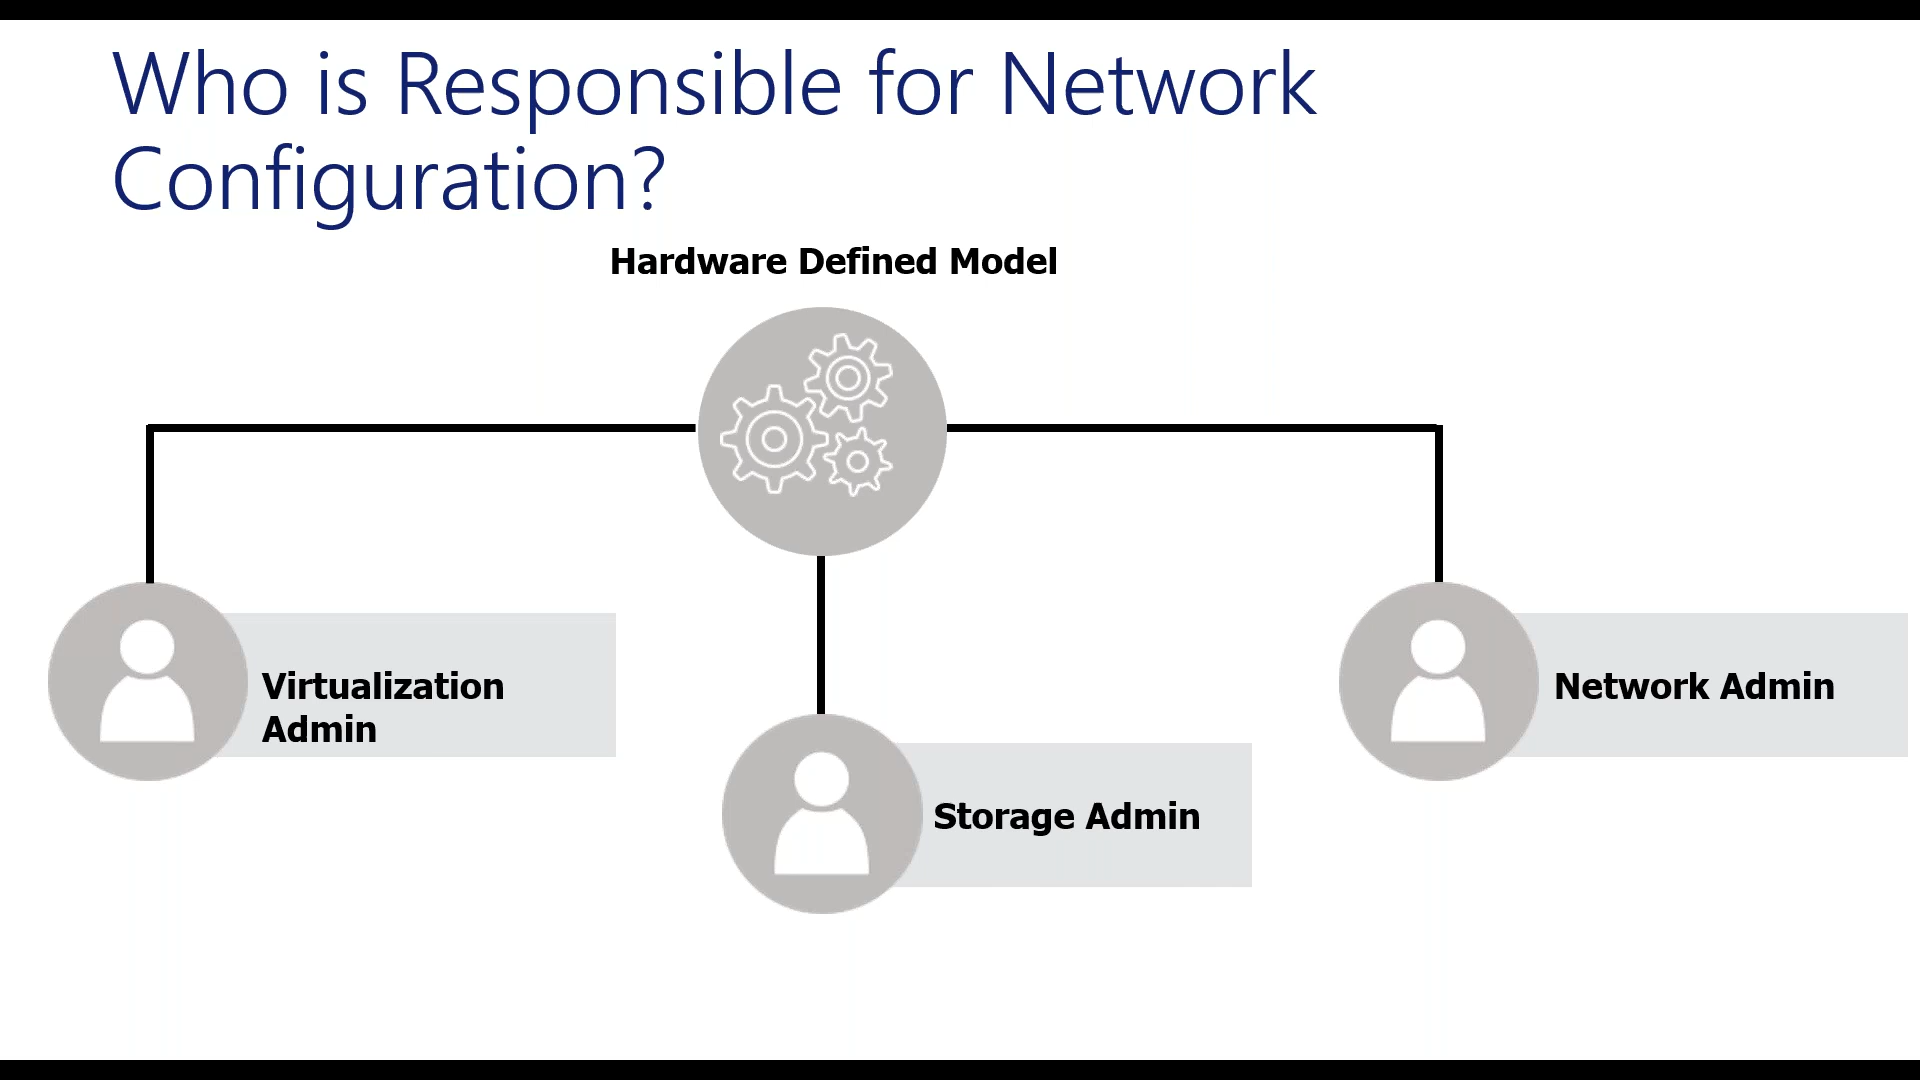 Who is Responsible for Network
Configuration?
Hardware Defined Model
Virtualization
Admin
Storage Admin
Network Admin